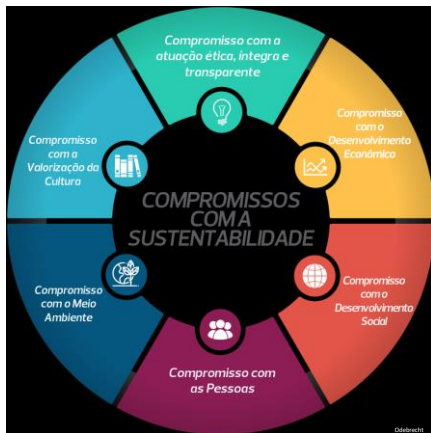 Compromisso com a
atuação ética, íntegra e
transparente
Compromisso
com o
Desenvolvimento
Econômico
Compromisso
com a
Valorização da
Cultura
COMPROMISSOS
COM A
SUSTENTABILIDADE
Compromisso
com o Meio
Ambiente
Compromisso
com o
Desenvolvimento
Social
Compromisso com
as Pessoas
Odebrecht